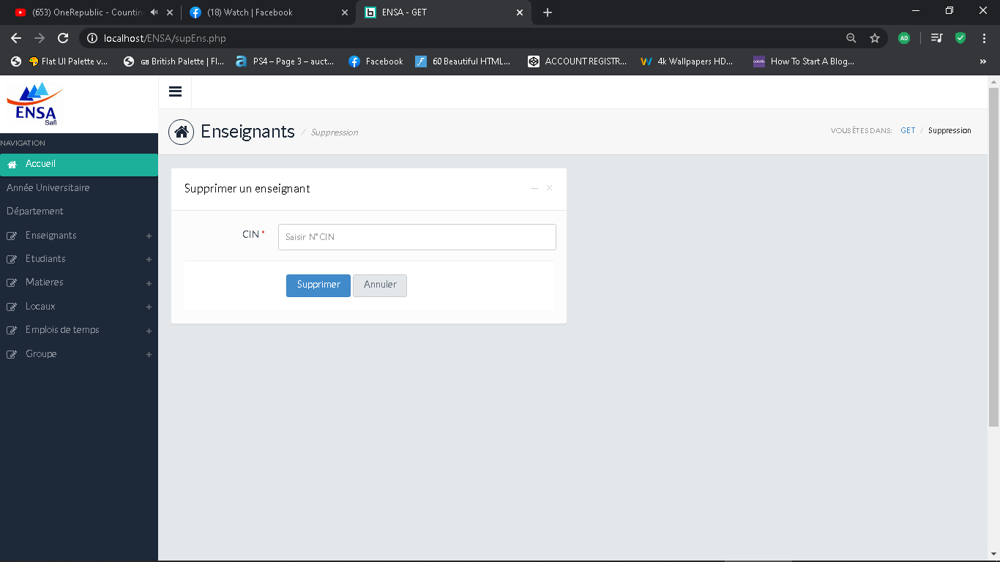 (653) OneRepublic - Countin
(18) Watch | Facebook
ENSA - GET
localhost/ENSA/supEns.php
AD
Flat UI Palette v...
GB British Palette | Fl...
PS4 – Page 3 – auct...
Facebook
60 Beautiful HTML...
ACCOUNT REGISTR...
4k Wallpapers HD...
How To Start A Blog...
ENSA
Safi
NAVIGATION
Accueil
Année Universitaire
Département
Enseignants
Etudiants
Matieres
Locaux
Emplois de temps
Groupe
Enseignants / Suppression
VOUS ÈTES DANS: GET / Suppression
Supprimer un enseignant
CIN *
Saisir N° CIN
Supprimer
Annuler